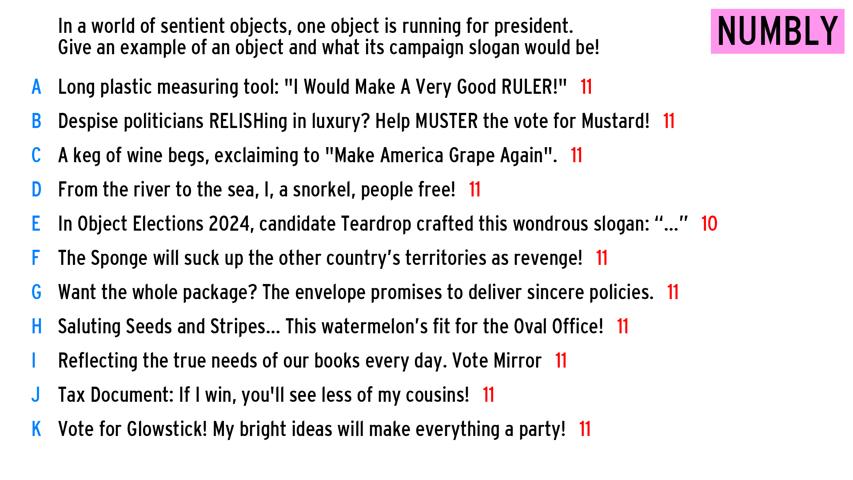 In a world of sentient objects, one object is running for president.
Give an example of an object and what its campaign slogan would be!
NUMBLY
A Long plastic measuring tool: "I Would Make A Very Good RULER!" 11
B Despise politicians RELISHing in luxury? Help MUSTER the vote for Mustard! 11
C A keg of wine begs, exclaiming to "Make America Grape Again". 11
D From the river to the sea, I, a snorkel, people free! 11
E In Object Elections 2024, candidate Teardrop crafted this wondrous slogan: “...” 10
F The Sponge will suck up the other country’s territories as revenge! 11
G Want the whole package? The envelope promises to deliver sincere policies. 11
H Saluting Seeds and Stripes... This watermelon’s fit for the Oval Office! 11
I Reflecting the true needs of our books every day. Vote Mirror 11
J Tax Document: If I win, you'll see less of my cousins! 11
K Vote for Glowstick! My bright ideas will make everything a party! 11